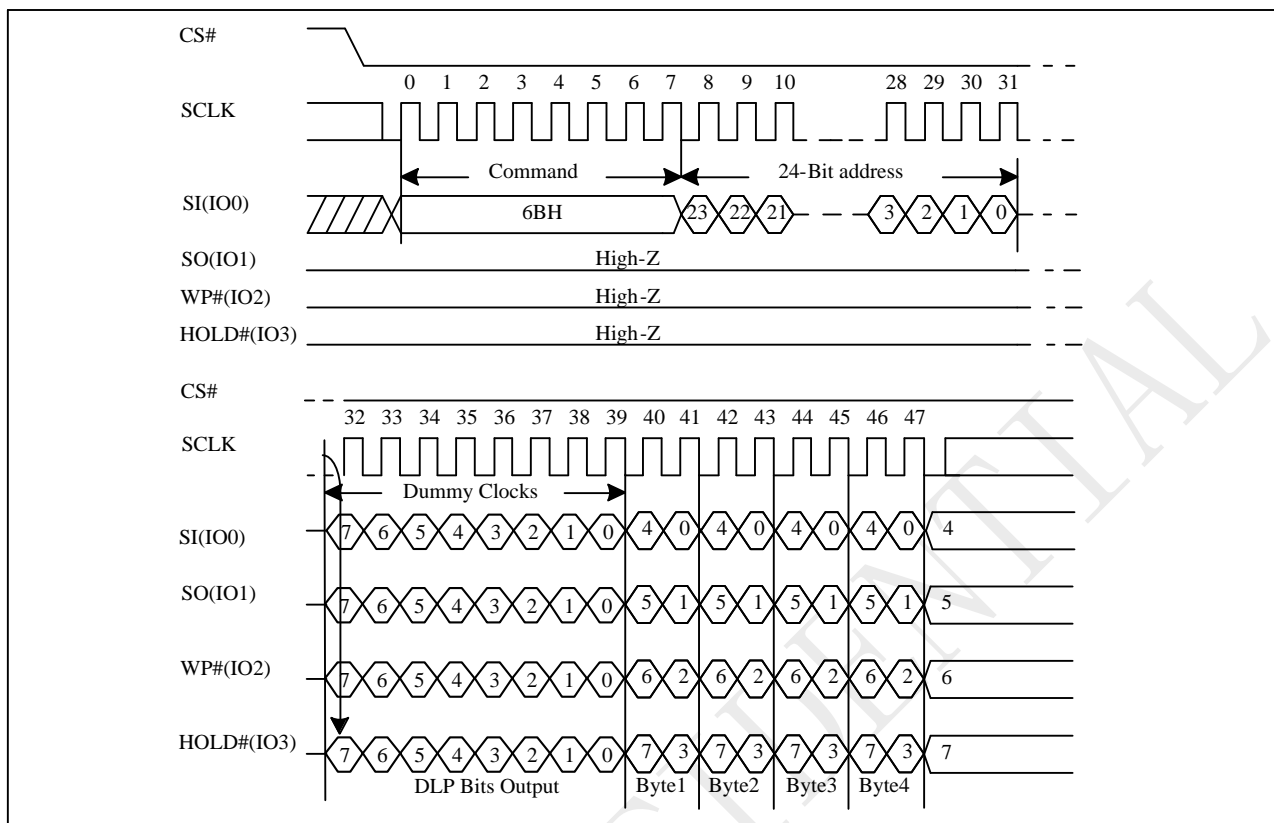 CS#
0 1 2 3 4 5 6 7 8 9 10 28 29 30 31
SCLK
Command 24-Bit address
SI(IO0) 6BH 23 22 21 3 2 1 0
SO(IO1) High-Z
WP#(IO2) High-Z
HOLD#(IO3) High-Z
CS#
32 33 34 35 36 37 38 39 40 41 42 43 44 45 46 47
SCLK
Dummy Clocks
SI(IO0) 7 6 5 4 3 2 1 0 4 0 4 0 4 0 4 0 4
SO(IO1) 7 6 5 4 3 2 1 0 5 1 5 1 5 1 5 1 5
WP#(IO2) 7 6 5 4 3 2 1 0 6 2 6 2 6 2 6 2 6
HOLD#(IO3) 7 6 5 4 3 2 1 0 7 3 7 3 7 3 7 3 7
DLP Bits Output Byte1 Byte2 Byte3 Byte4